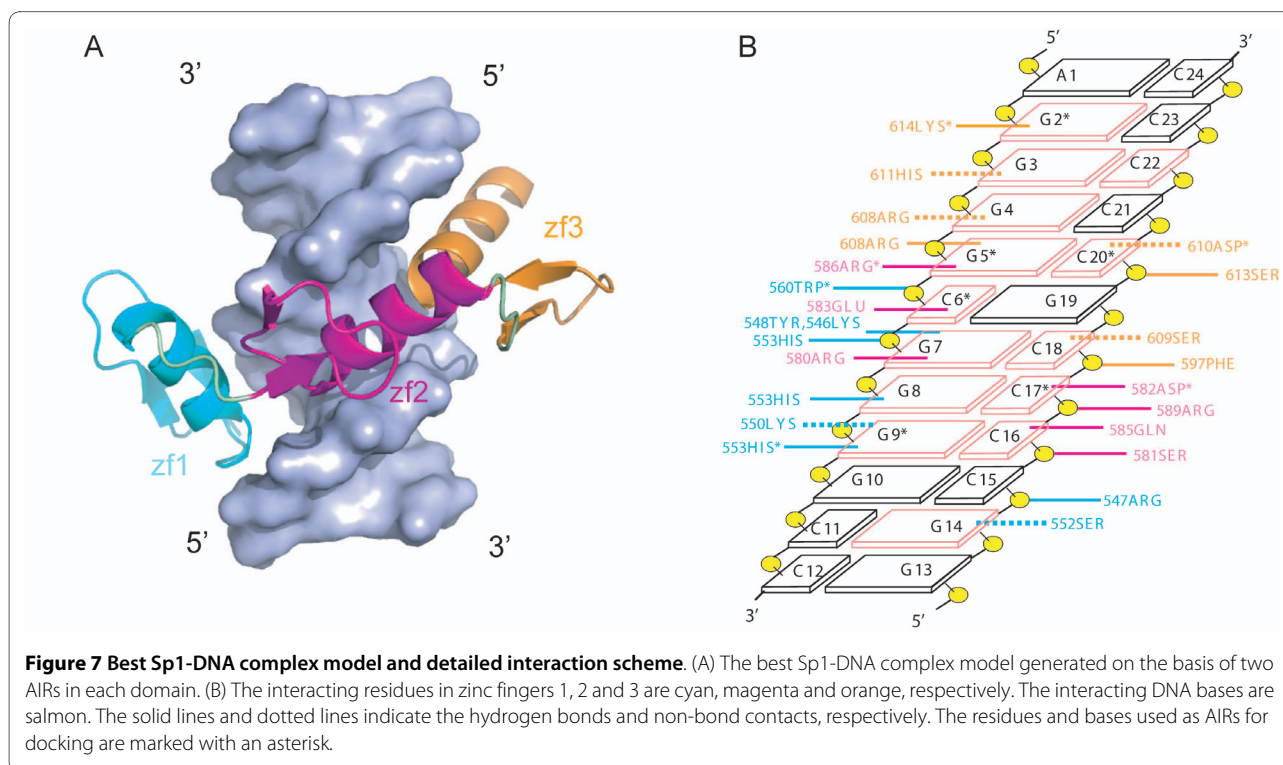 A
B
3’
5’
zf3
zf2
zf1
5’
3’
5’
3’
A1
C24
614LYS*
G2*
C23
611HIS
G3
C22
608ARG
G4
C21
608ARG
G5*
C20*
610ASP*
586ARG*
613SER
560TRP*
583GLU
C6*
G19
548TYR,546LYS
553HIS
G7
C18
609SER
580ARG
597PHE
553HIS
G8
C17*
582ASP*
589ARG
550LYS
G9*
C16
585GLN
553HIS*
581SER
G10
C15
547ARG
C11
G14
552SER
C12
G13
3’
5’
Figure 7 Best Sp1-DNA complex model and detailed interaction scheme. (A) The best Sp1-DNA complex model generated on the basis of two
AIRs in each domain. (B) The interacting residues in zinc fingers 1, 2 and 3 are cyan, magenta and orange, respectively. The interacting DNA bases are
salmon. The solid lines and dotted lines indicate the hydrogen bonds and non-bond contacts, respectively. The residues and bases used as AIRs for
docking are marked with an asterisk.